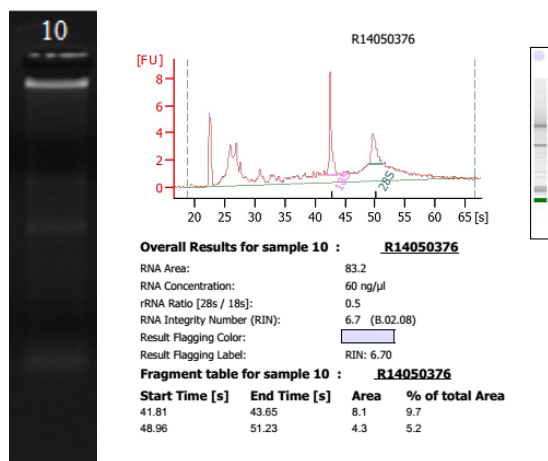 10
R14050376
[FU]
8
6
4
2
0
18S
28S
20 25 30 35 40 45 50 55 60 65 [s]
Overall Results for sample 10 : R14050376
RNA Area: 83.2
RNA Concentration: 60 ng/µl
rRNA Ratio [28s / 18s]: 0.5
RNA Integrity Number (RIN): 6.7 (B.02.08)
Result Flagging Color:
Result Flagging Label: RIN: 6.70
Fragment table for sample 10 : R14050376
Start Time [s] End Time [s] Area % of total Area
41.81 43.65 8.1 9.7
48.96 51.23 4.3 5.2